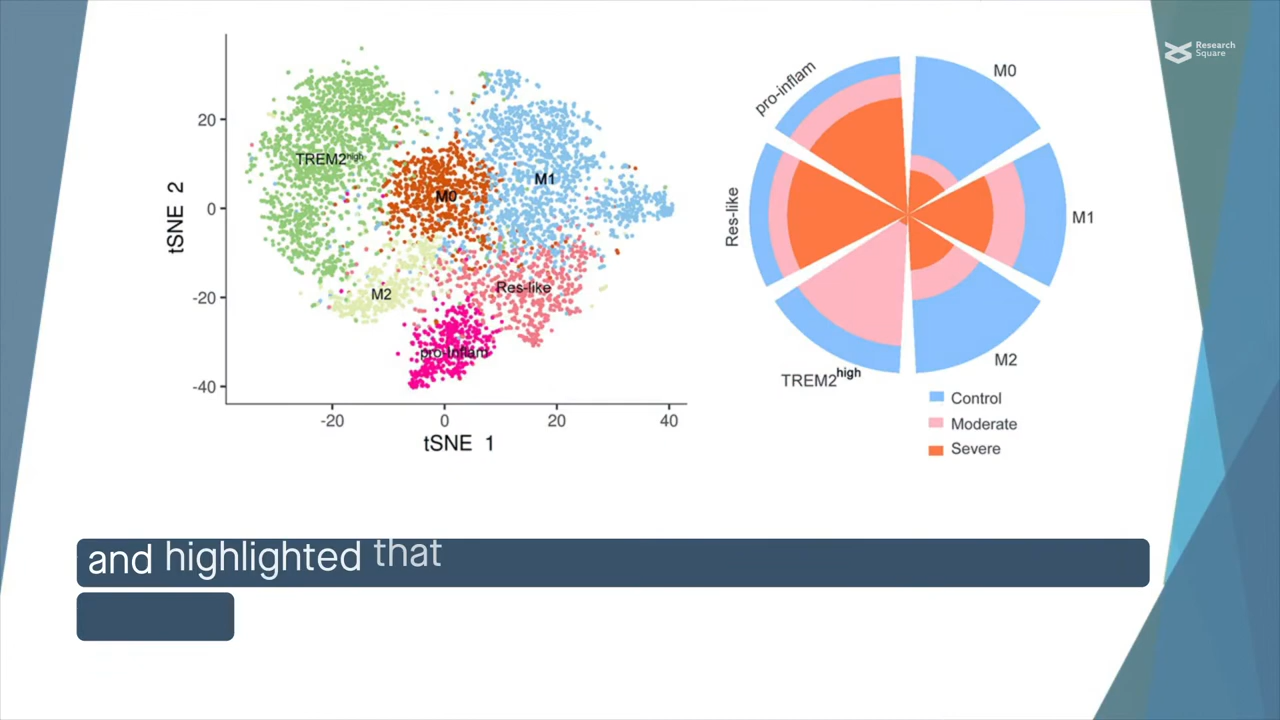 Research
Square
20
0
-20
-40
tSNE 2
-20
0
20
40
tSNE 1
TREM2high
M0
M1
M2
Res-like
pro-inflam
pro-inflam
M0
Res-like
M1
TREM2high
M2
Control
Moderate
Severe
and highlighted that